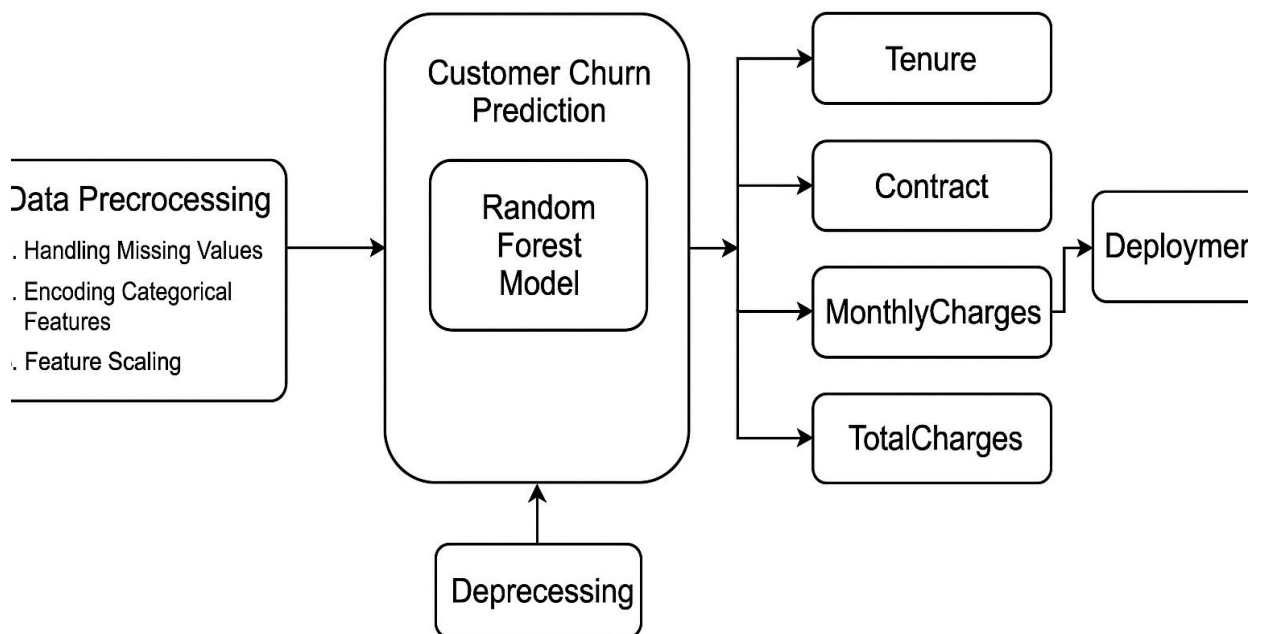 Data Precrocessing
. Handling Missing Values
. Encoding Categorical
Features
. Feature Scaling
Customer Churn
Prediction
Random
Forest
Model
Deprecessing
Tenure
Contract
MonthlyCharges
TotalCharges
Deploymer